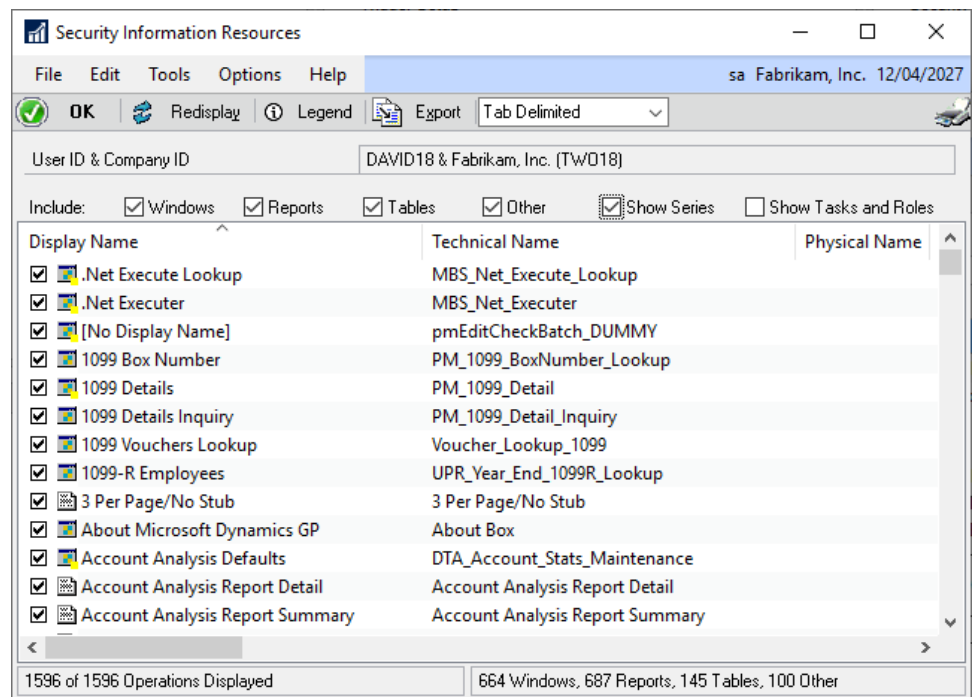 Security Information Resources
File Edit Tools Options Help sa Fabrikam, Inc. 12/04/2027
OK Redisplay Legend Export Tab Delimited
User ID & Company ID DAVID18 & Fabrikam, Inc. (TWO18)
Include: Windows Reports Tables Other Show Series Show Tasks and Roles
Display Name Technical Name Physical Name
.Net Execute Lookup MBS_Net_Execute_Lookup
.Net Executer MBS_Net_Executer
[No Display Name] pmEditCheckBatch_DUMMY
1099 Box Number PM_1099_BoxNumber_Lookup
1099 Details PM_1099_Detail
1099 Details Inquiry PM_1099_Detail_Inquiry
1099 Vouchers Lookup Voucher_Lookup_1099
1099-R Employees UPR_Year_End_1099R_Lookup
3 Per Page/No Stub 3 Per Page/No Stub
About Microsoft Dynamics GP About Box
Account Analysis Defaults DTA_Account_Stats_Maintenance
Account Analysis Report Detail Account Analysis Report Detail
Account Analysis Report Summary Account Analysis Report Summary
1596 of 1596 Operations Displayed 664 Windows, 687 Reports, 145 Tables, 100 Other